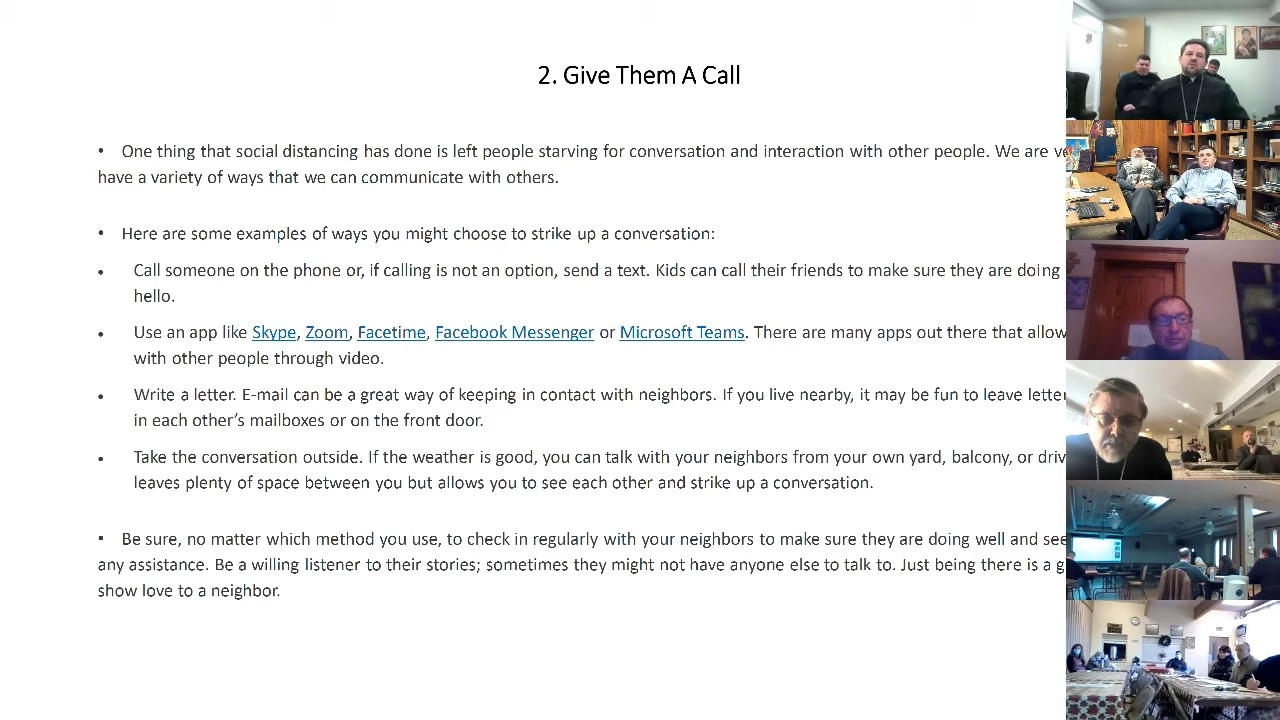 2. Give Them A Call
• One thing that social distancing has done is left people starving for conversation and interaction with other people. We are
have a variety of ways that we can communicate with others.
• Here are some examples of ways you might choose to strike up a conversation:
• Call someone on the phone or, if calling is not an option, send a text. Kids can call their friends to make sure they are doing
hello.
• Use an app like Skype, Zoom, Facetime, Facebook Messenger or Microsoft Teams. There are many apps out there that allow
with other people through video.
• Write a letter. E-mail can be a great way of keeping in contact with neighbors. If you live nearby, it may be fun to leave
in each other’s mailboxes or on the front door.
• Take the conversation outside. If the weather is good, you can talk with your neighbors from your own yard, balcony, or
leaves plenty of space between you but allows you to see each other and strike up a conversation.
• Be sure, no matter which method you use, to check in regularly with your neighbors to make sure they are doing well and see
any assistance. Be a willing listener to their stories; sometimes they might not have anyone else to talk to. Just being there is a
show love to a neighbor.